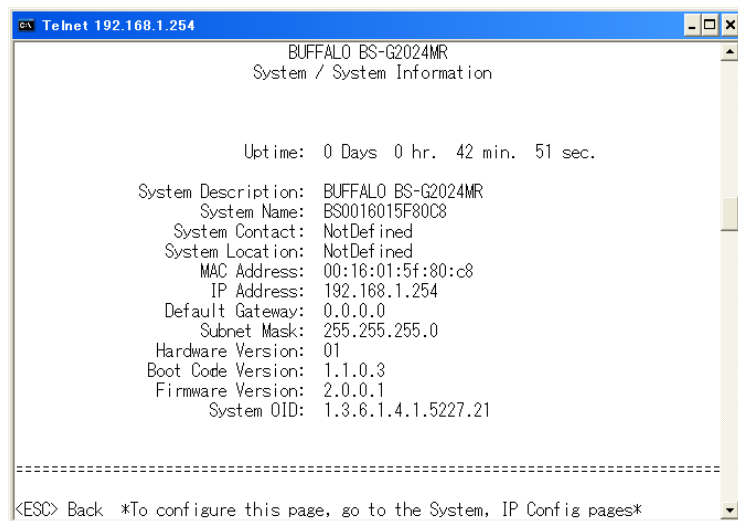 Telnet 192.168.1.254
BUFFALO BS-G2024MR
System / System Information
Uptime: 0 Days 0 hr. 42 min. 51 sec.
System Description: BUFFALO BS-G2024MR
System Name: BS0016015F80C8
System Contact: NotDefined
System Location: NotDefined
MAC Address: 00:16:01:5f:80:c8
IP Address: 192.168.1.254
Default Gateway: 0.0.0.0
Subnet Mask: 255.255.255.0
Hardware Version: 01
Boot Code Version: 1.1.0.3
Firmware Version: 2.0.0.1
System OID: 1.3.6.1.4.1.5227.21
================================================================================
<ESC> Back *To configure this page, go to the System, IP Config pages*